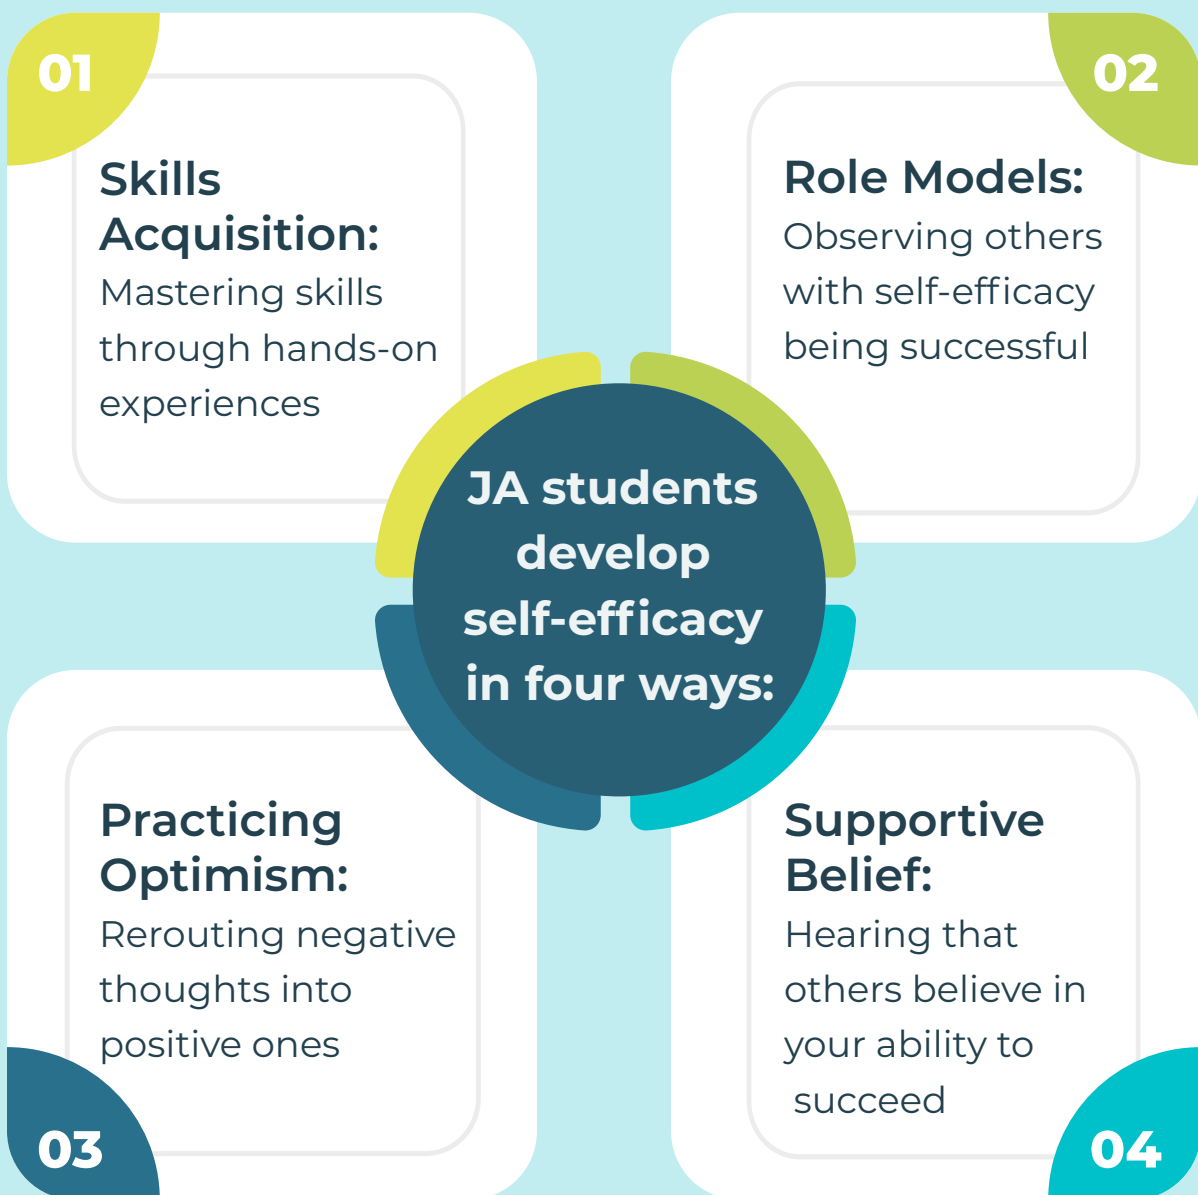 01
Skills
Acquisition:
Mastering skills
through hands-on
experiences
02
Role Models:
Observing others
with self-efficacy
being successful
JA students
develop
self-efficacy
in four ways:
Practicing
Optimism:
Rerouting negative
thoughts into
positive ones
03
Supportive
Belief:
Hearing that
others believe in
your ability to
succeed
04